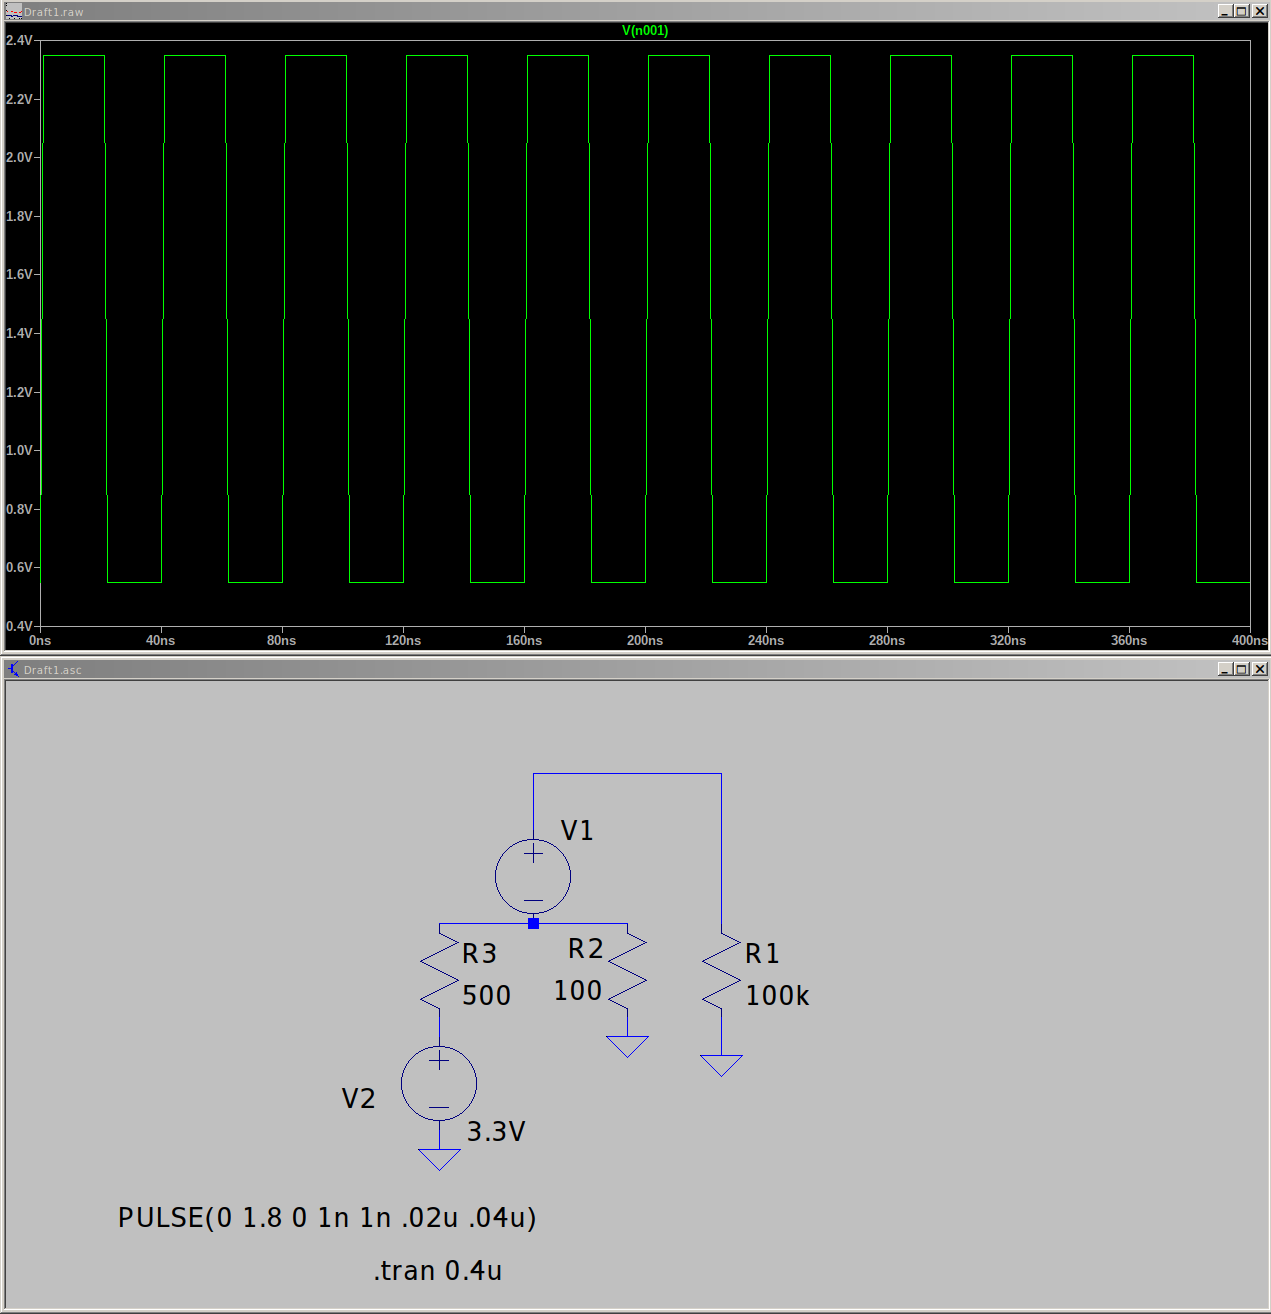 Draft1.raw
V(n001)
2.4V
2.2V
2.0V
1.8V
1.6V
1.4V
1.2V
1.0V
0.8V
0.6V
0.4V
0ns 40ns 80ns 120ns 160ns 200ns 240ns 280ns 320ns 360ns 400ns
Draft1.asc
V1
R3 R2 R1
500 100 100k
V2
3.3V
PULSE(0 1.8 0 1n 1n .02u .04u)
.tran 0.4u